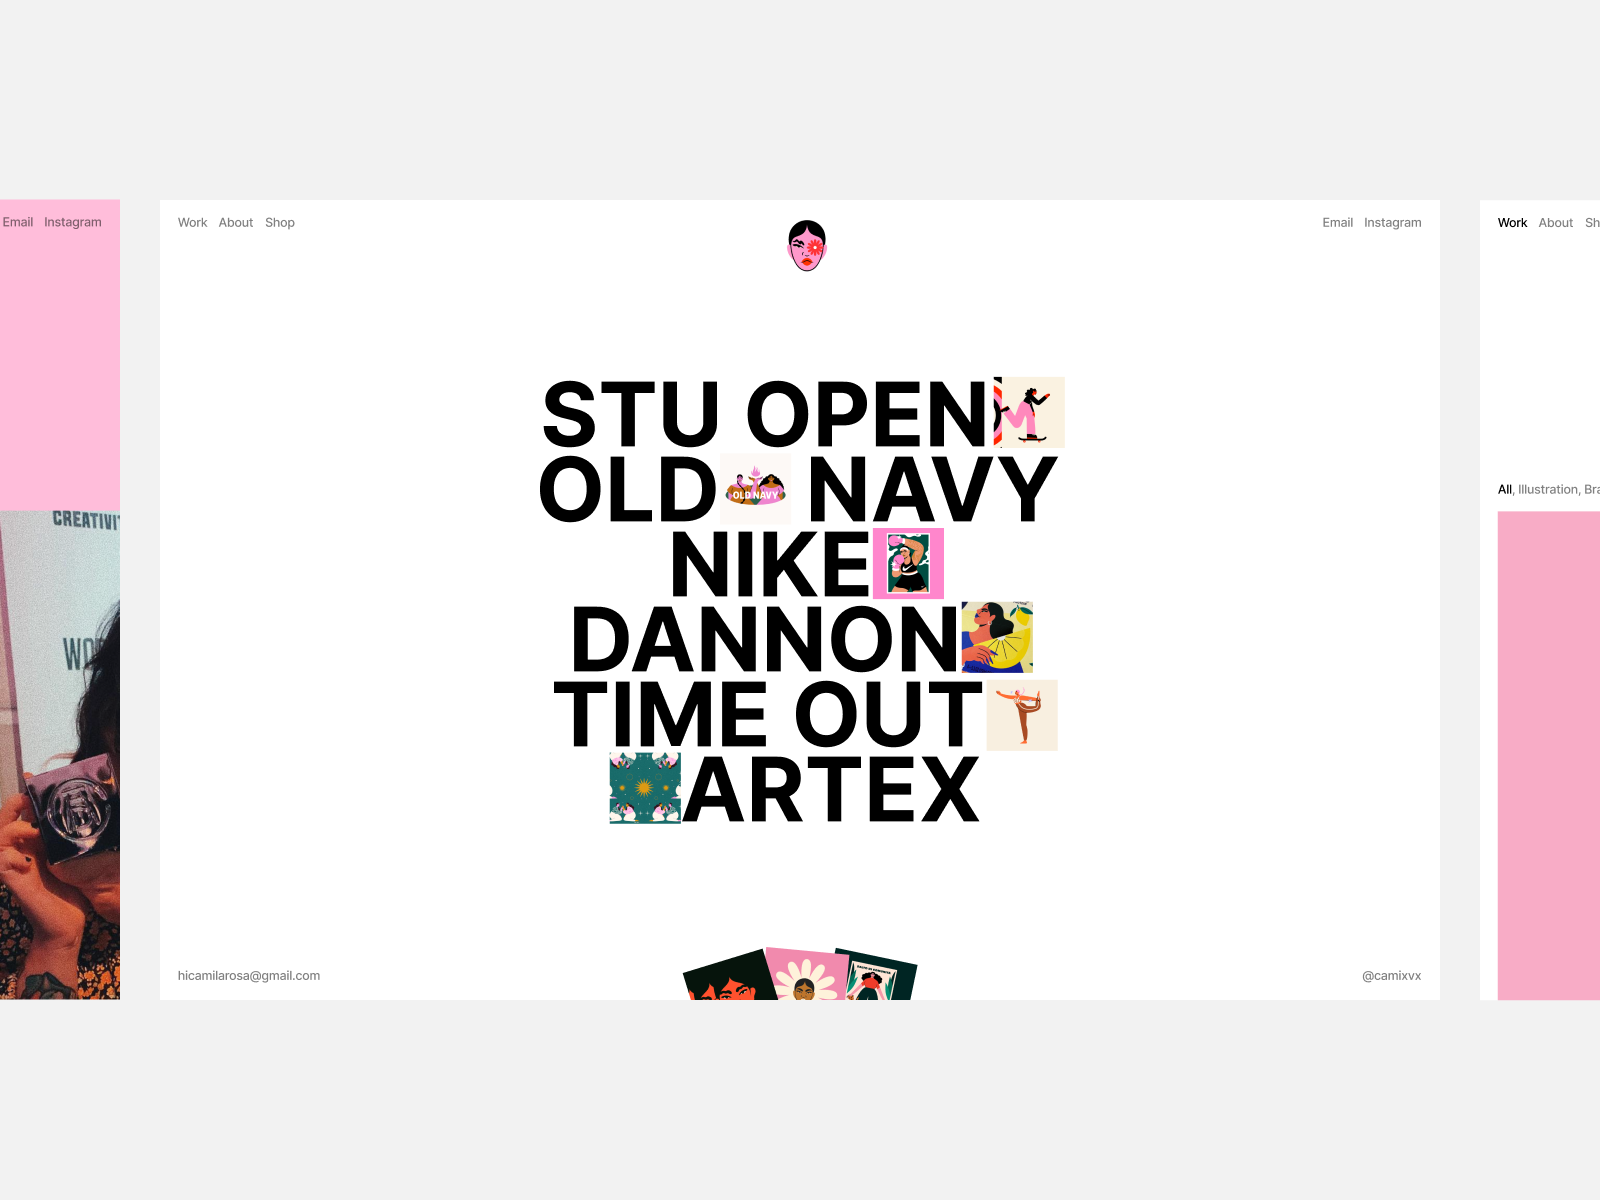 Email Instagram
CREATIVI
WO
Work About Shop
Email Instagram
STU OPEN
OLD NAVY
OLD NAVY
NIKE
DANNON
TIME OUT
ARTEX
hicamilarosa@gmail.com
@camixvx
Work About Sh
All, Illustration, Bra